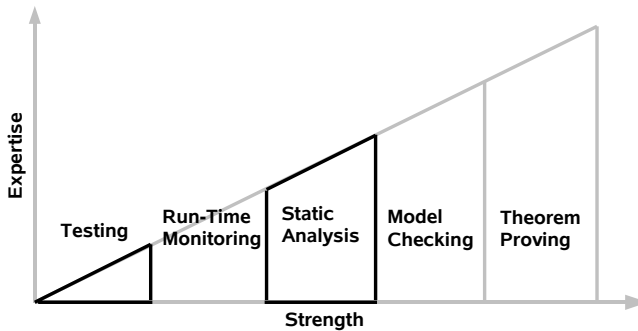 Expertise
Testing
Run-Time
Monitoring
Static
Analysis
Model
Checking
Theorem
Proving
Strength